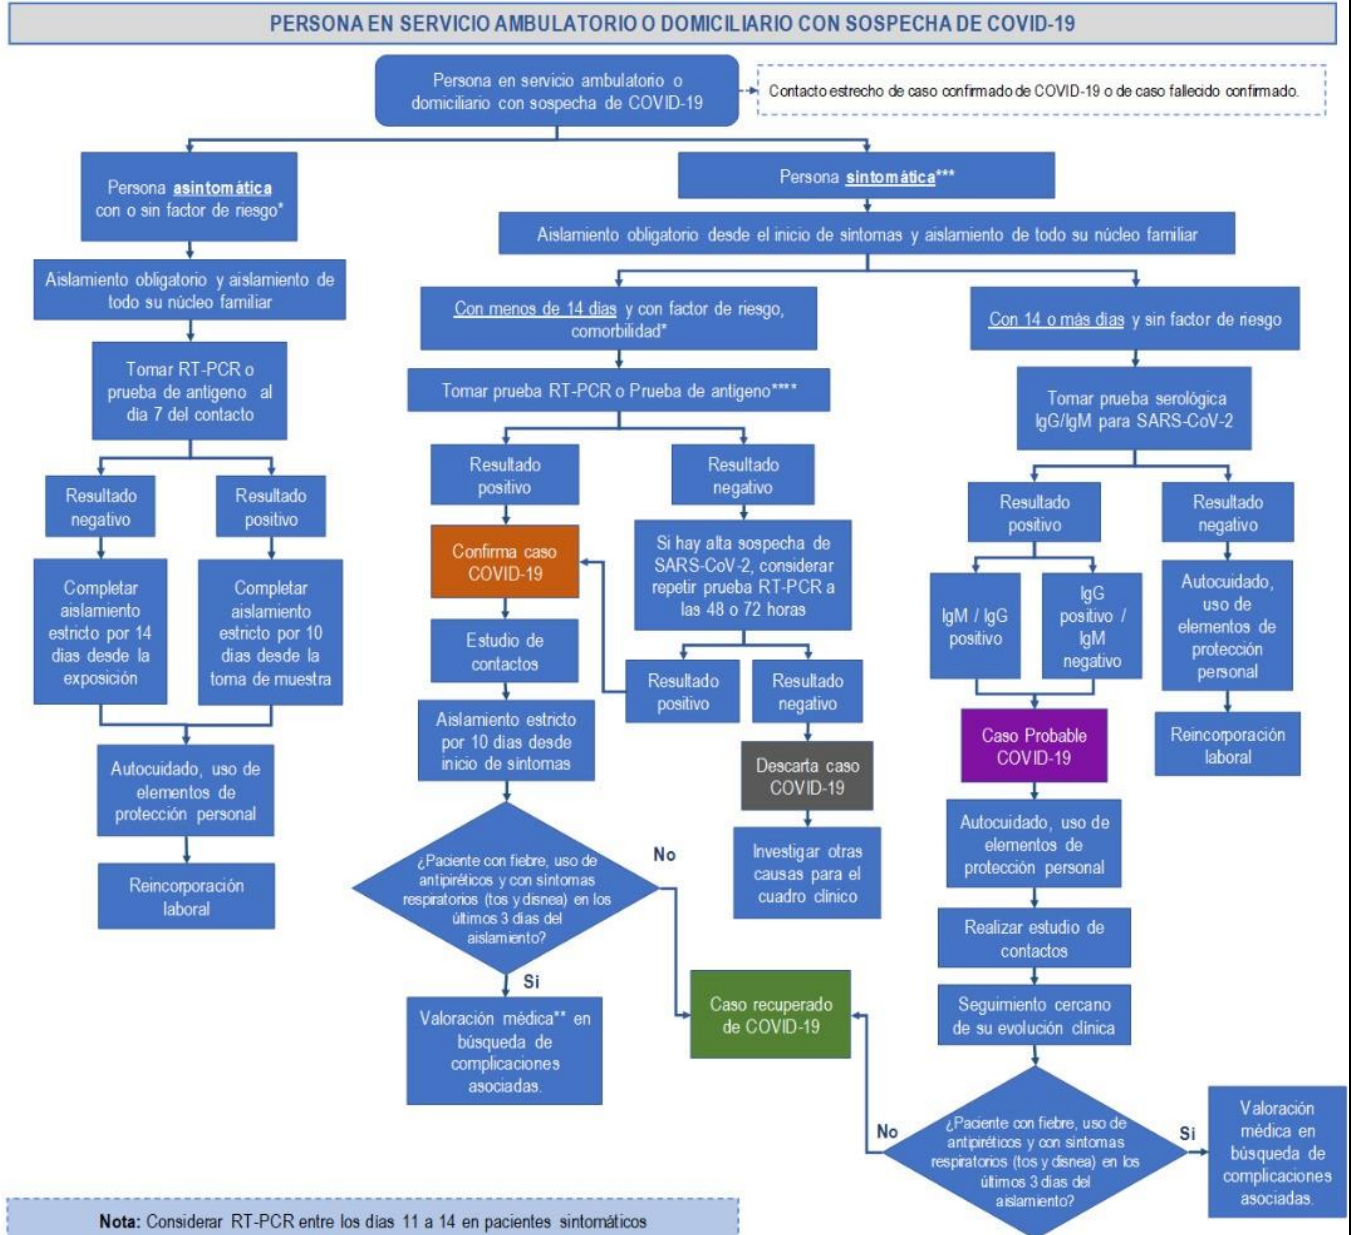 PERSONA EN SERVICIO AMBULATORIO O DOMICILIARIO CON SOSPECHA DE COVID-19
Persona en servicio ambulatorio o
domiciliario con sospecha de COVID-19
Contacto estrecho de caso confirmado de COVID-19 o de caso fallecido confirmado.
Persona asintomática
con o sin factor de riesgo*
Aislamiento obligatorio y aislamiento de
todo su núcleo familiar
Tomar RT-PCR o
prueba de antígeno al
día 7 del contacto
Resultado
negativo
Resultado
positivo
Completar
aislamiento
estricto por 14
días desde la
exposición
Completar
aislamiento
estricto por 10
días desde la
toma de muestra
Autocuidado, uso de
elementos de
protección personal
Reincorporación
laboral
Persona sintomática***
Aislamiento obligatorio desde el inicio de síntomas y aislamiento de todo su núcleo familiar
Con menos de 14 días y con factor de riesgo,
comorbilidad*
Tomar prueba RT-PCR o Prueba de antígeno****
Resultado
positivo
Resultado
negativo
Confirma caso
COVID-19
Si hay alta sospecha de
SARS-CoV-2, considerar
repetir prueba RT-PCR a
las 48 o 72 horas
Estudio de
contactos
Resultado
positivo
Resultado
negativo
Aislamiento estricto
por 10 días desde
inicio de síntomas
Descarta caso
COVID-19
Investigar otras
causas para el
cuadro clínico
¿Paciente con fiebre, uso de
antipiréticos y con síntomas
respiratorios (tos y disnea) en los
últimos 3 días del
aislamiento?
No
Si
Valoración médica** en
búsqueda de
complicaciones
asociadas.
Caso recuperado
de COVID-19
Con 14 o más días y sin factor de riesgo
Tomar prueba serológica
IgG/IgM para SARS-CoV-2
Resultado
positivo
Resultado
negativo
IgM / IgG
positivo
IgG
positivo /
IgM
negativo
Autocuidado,
uso de
elementos de
protección
personal
Reincorporación
laboral
Caso Probable
COVID-19
Autocuidado, uso de
elementos de
protección personal
Realizar estudio de
contactos
Seguimiento cercano
de su evolución clínica
¿Paciente con fiebre, uso de
antipiréticos y con síntomas
respiratorios (tos y disnea) en los
últimos 3 días del
aislamiento?
No
Si
Valoración
médica en
búsqueda de
complicaciones
asociadas.
Nota: Considerar RT-PCR entre los días 11 a 14 en pacientes sintomáticos